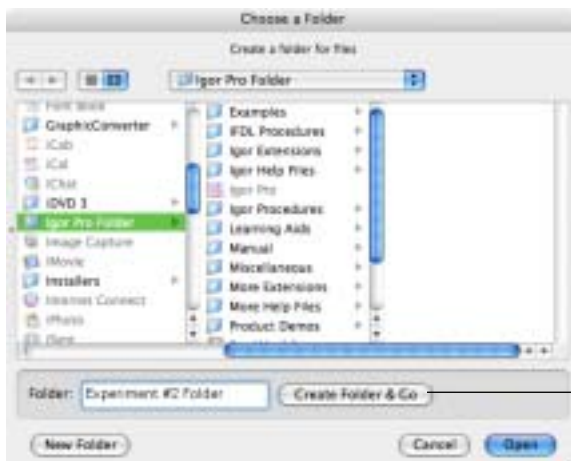 Choose a Folder
Create a folder for files
Igor Pro Folder
Font Book
GraphicConverter
iCab
iCal
iChat
iDVD 3
Igor Pro Folder
Image Capture
iMovie
Installers
Internet Connect
iPhoto
iSync
Examples
IFDL Procedures
Igor Extensions
Igor Help Files
Igor Pro
Igor Procedures
Learning Aids
Manual
Miscellaneous
More Extensions
More Help Files
Product Demos
Folder: Experiment #2 Folder
Create Folder & Go
New Folder
Cancel
Open